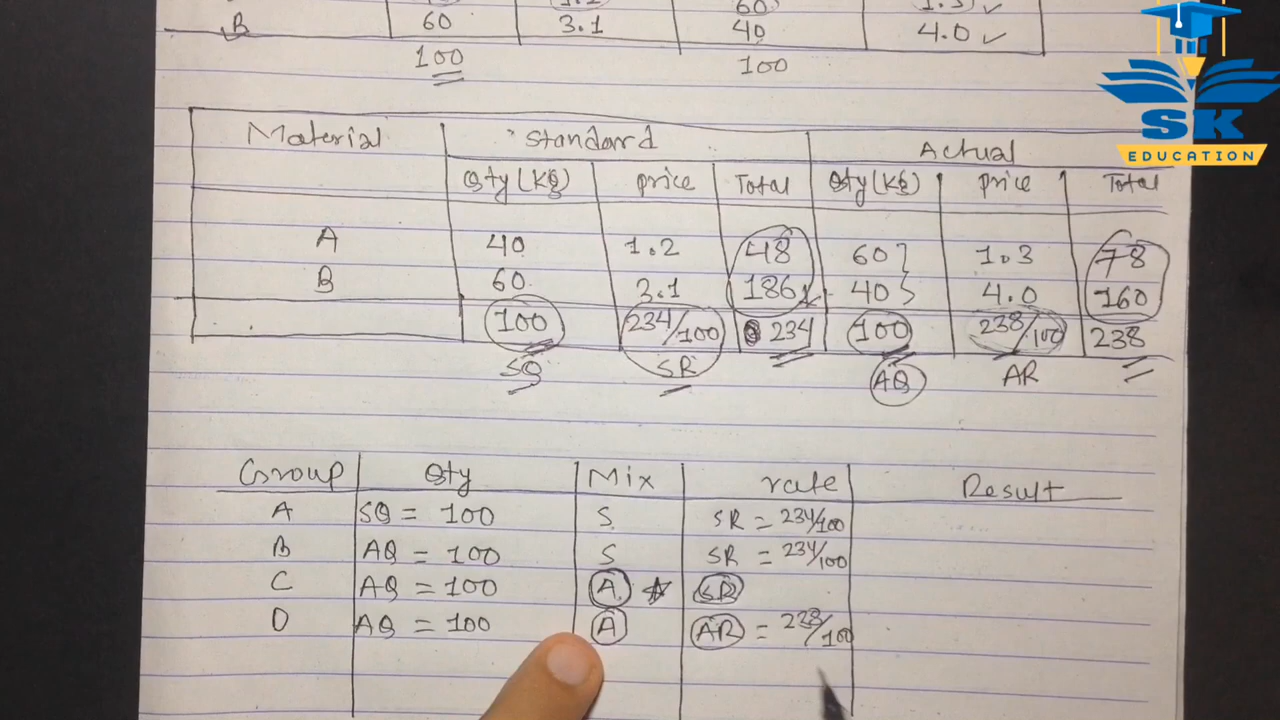 60
B 60 3.1 40 4.0 ✓
100 100
SK
EDUCATION
Material Standard Actual
Qty (KG) price Total Qty (KG) price Total
A 40 1.2 48 60 1.3 78
B 60 3.1 186 40 4.0 160
100 234/100 234 100 238/100 238
SQ SR AQ AR
Group Qty Mix rate Result
A SQ = 100 S SR = 234/100
B AQ = 100 S SR = 234/100
C AQ = 100 A SR
D AQ = 100 A AR = 238/100